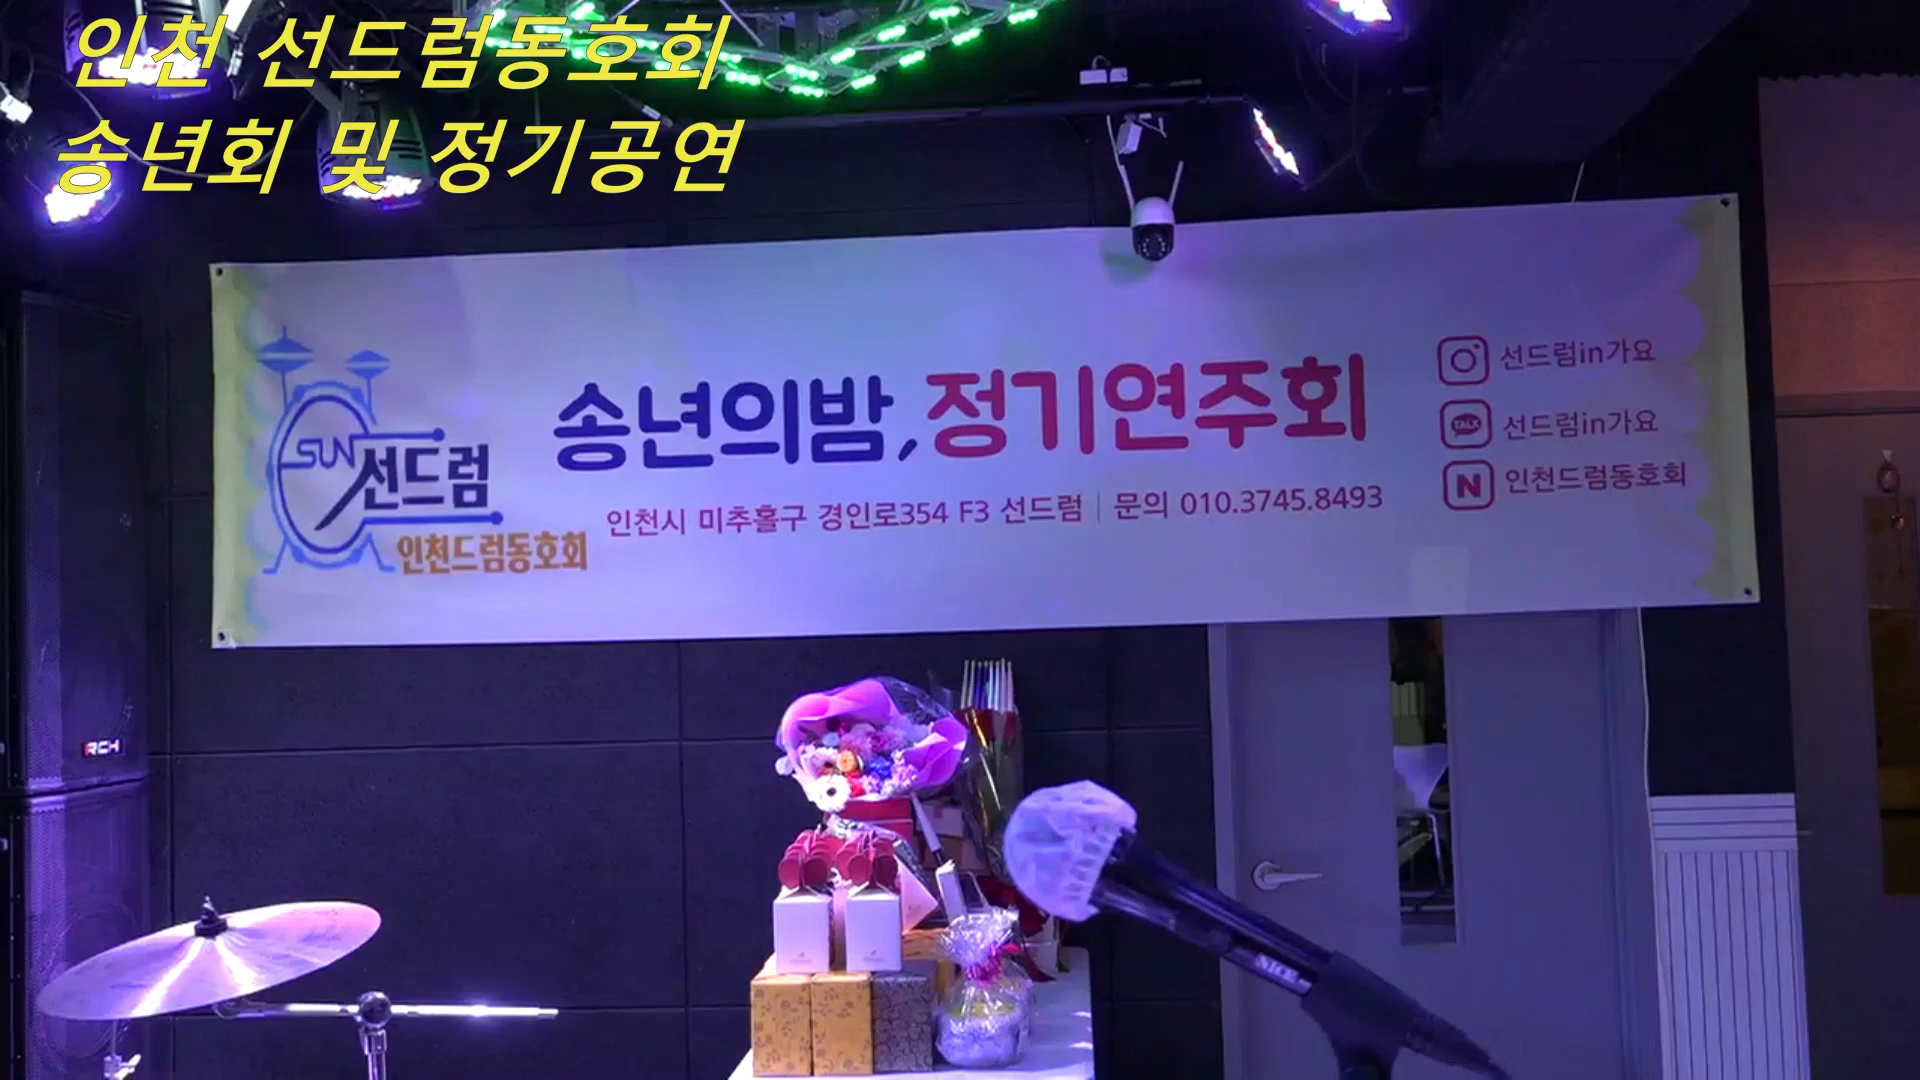 인천 선드럼동호회
송년회 및 정기공연
SUN
선드럼
인천드럼동호회
송년의밤, 정기연주회
인천시 미추홀구 경인로354 F3 선드럼 | 문의 010.3745.8493
선드럼in가요
TALK
선드럼in가요
N
인천드럼동호회
RCH